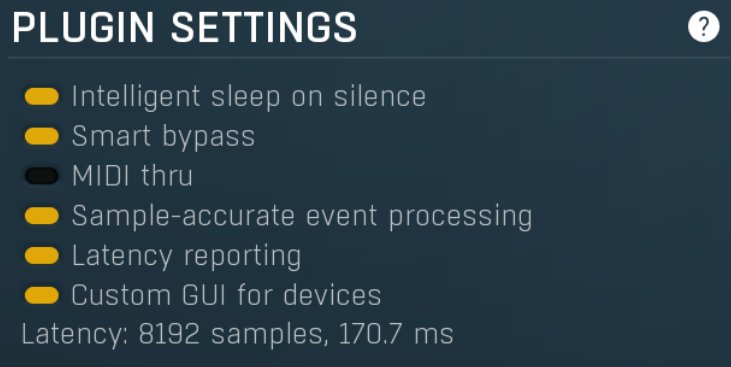 PLUGIN SETTINGS ?
Intelligent sleep on silence
Smart bypass
MIDI thru
Sample-accurate event processing
Latency reporting
Custom GUI for devices
Latency: 8192 samples, 170.7 ms